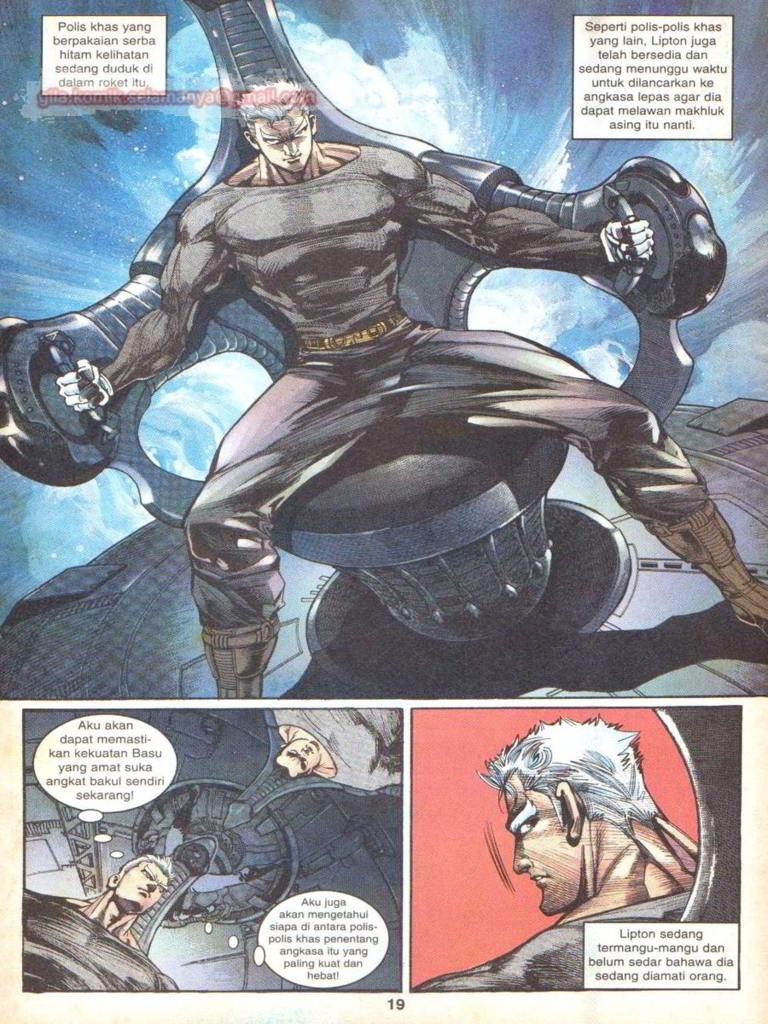 Polis khas yang
berpakaian serba
hitam kelihatan
sedang duduk di
dalam roket itu.
gilakomikselamanya@gmail.com
Seperti polis-polis khas
yang lain, Lipton juga
telah bersedia dan
sedang menunggu waktu
untuk dilancarkan ke
angkasa lepas agar dia
dapat melawan makhluk
asing itu nanti.
Aku akan
dapat memasti-
kan kekuatan Basu
yang amat suka
angkat bakul sendiri
sekarang!
Aku juga
akan mengetahui
siapa di antara polis-
polis khas penentang
angkasa itu yang
paling kuat dan
hebat!
Lipton sedang
termangu-mangu dan
belum sedar bahawa dia
sedang diamati orang.
19